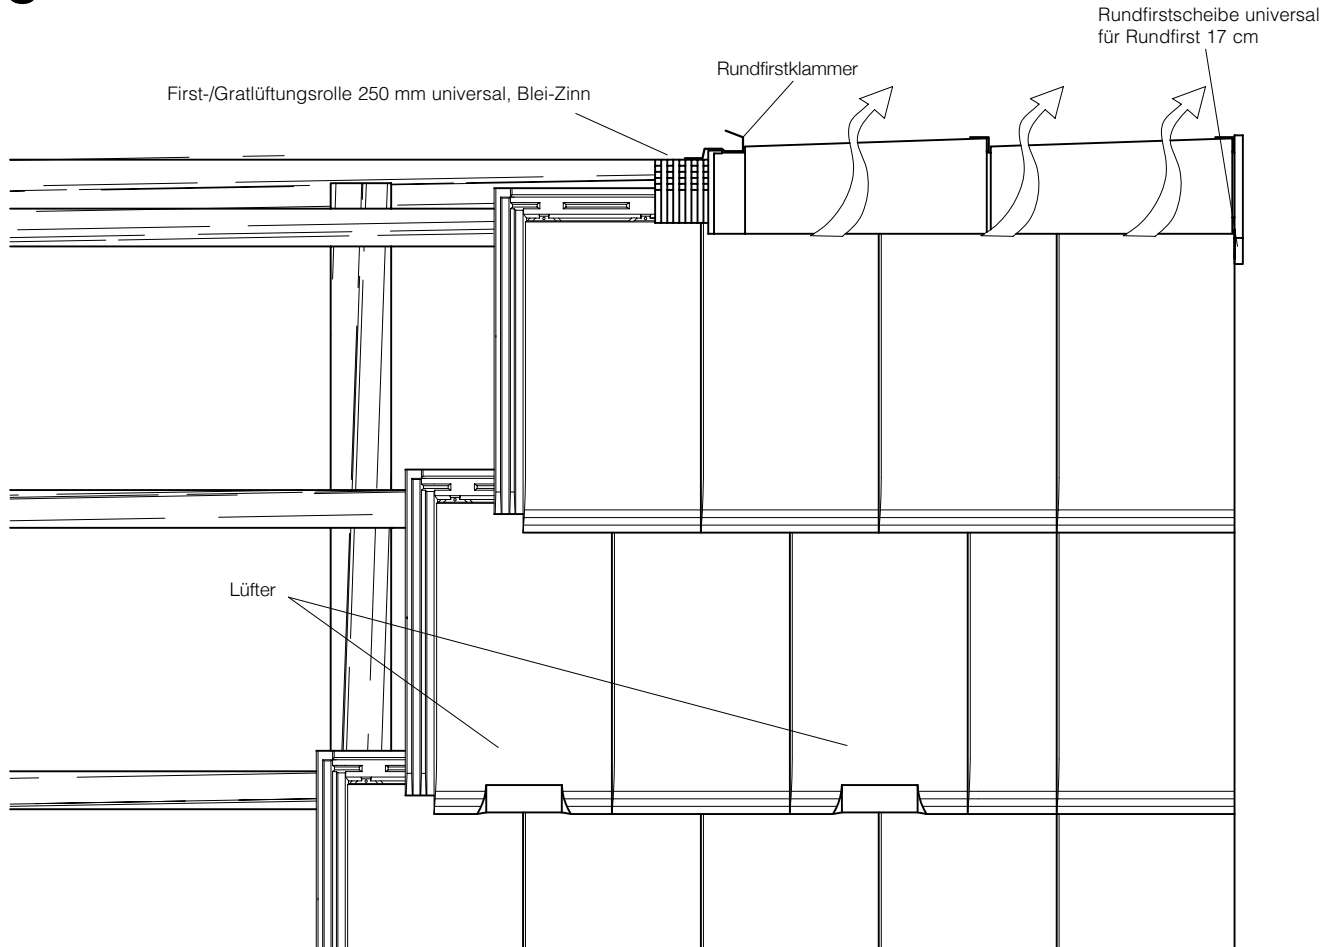 Rundfirstscheibe universal
für Rundfirst 17 cm
Rundfirstklammer
First-/Gratlüftungsrolle 250 mm universal, Blei-Zinn
Lüfter